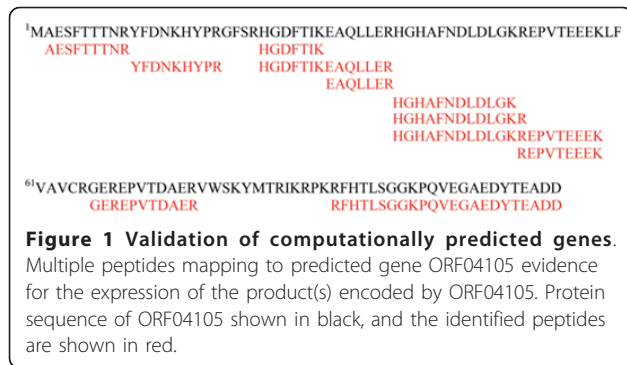 ¹MAESFTTTNRYFDNKHYPRGFSRHGDFTIKEAQLLERHGHAFNDLDLGKREPVTEEEKLF
AESFTTTNR HGDFTIK
YFDNKHYPR HGDFTIKEAQLLER
EAQLLER
HGHAFNDLDLGK
HGHAFNDLDLGKR
HGHAFNDLDLGKREPVTEEEK
REPVTEEEK
⁶¹VAVCRGEREPVTDAERVWSKYMTRIKRPKRFHTLSGGKPQVEGAEDYTEADD
GEREPVTDAER RFHTLSGGKPQVEGAEDYTEADD
Figure 1 Validation of computationally predicted genes.
Multiple peptides mapping to predicted gene ORF04105 evidence
for the expression of the product(s) encoded by ORF04105. Protein
sequence of ORF04105 shown in black, and the identified peptides
are shown in red.